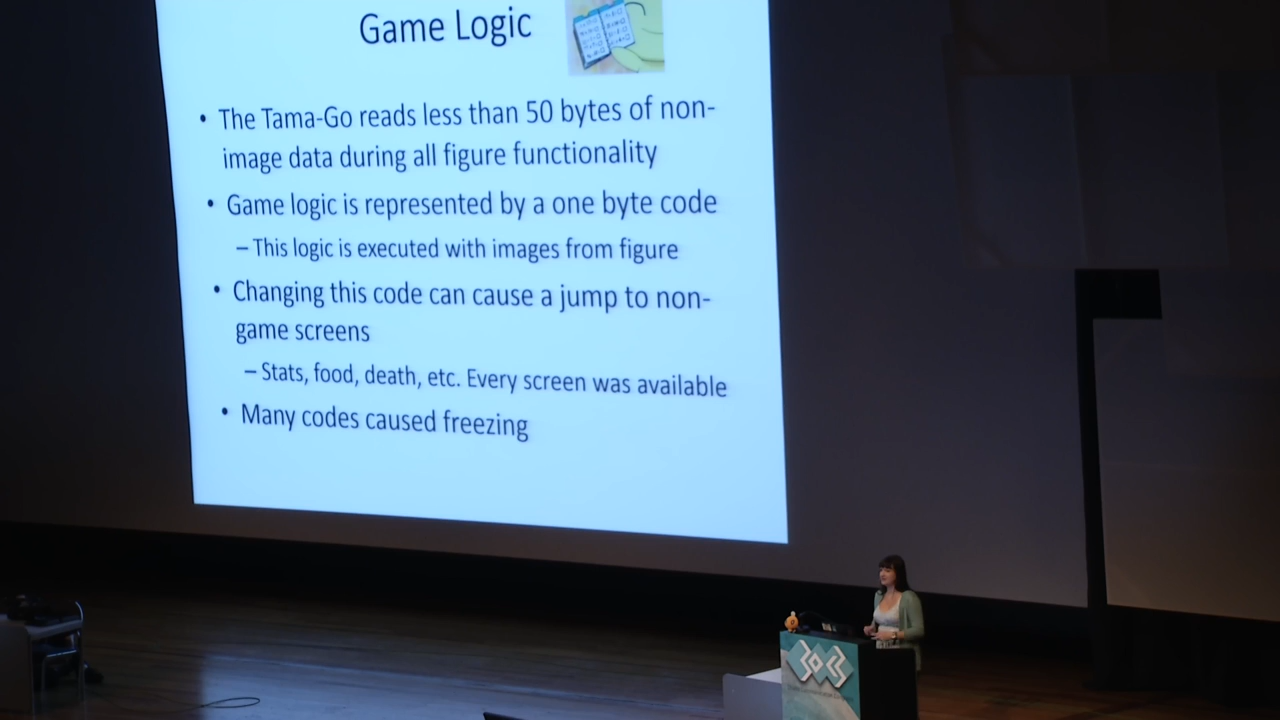 Game Logic
• The Tama-Go reads less than 50 bytes of non-
image data during all figure functionality
• Game logic is represented by a one byte code
– This logic is executed with images from figure
• Changing this code can cause a jump to non-
game screens
– Stats, food, death, etc. Every screen was available
• Many codes caused freezing
30C3